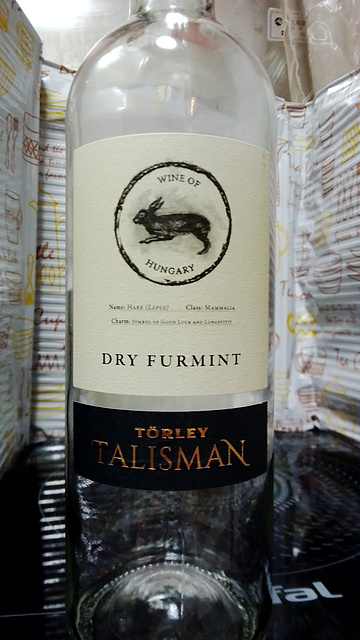 WINE OF
HUNGARY
Name: HARE (LEPUS) Class: MAMMALIA
Charm: SYMBOL OF GOOD LUCK AND LONGEVITY
DRY FURMINT
TÖRLEY
TALISMAN